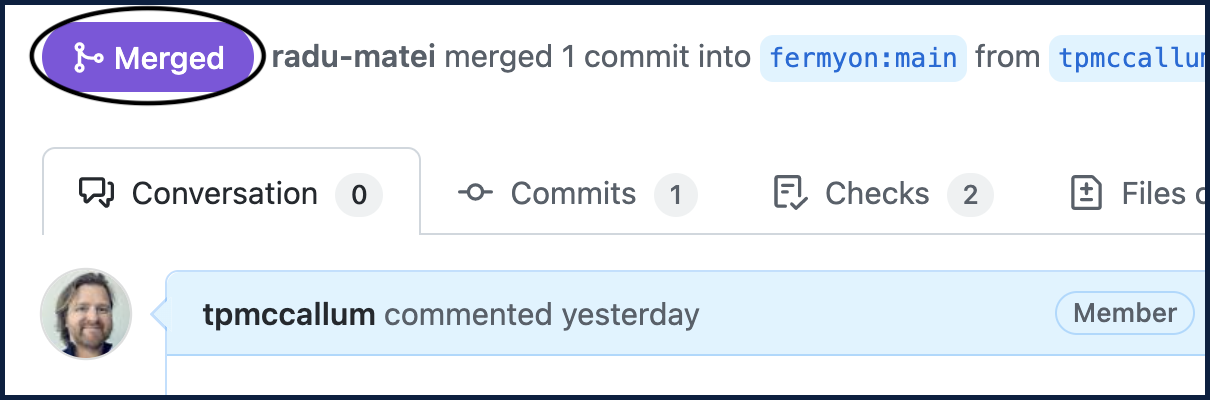 Merged radu-matei merged 1 commit into fermyon:main from tpmccallum
Conversation 0 Commits 1 Checks 2 Files
tpmccallum commented yesterday Member